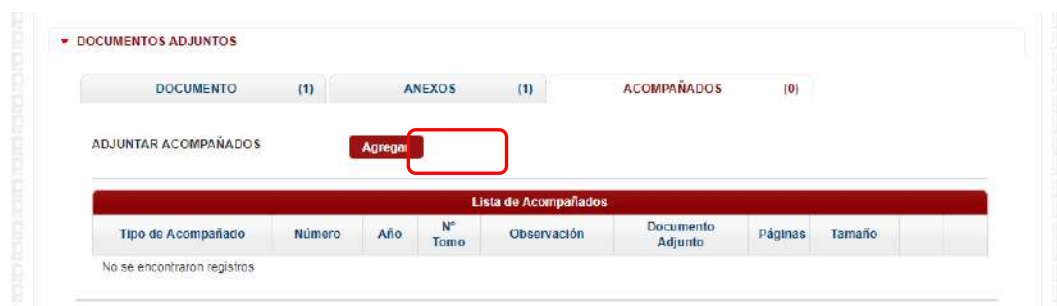 DOCUMENTOS ADJUNTOS
DOCUMENTO (1) ANEXOS (1) ACOMPAÑADOS (0)
ADJUNTAR ACOMPAÑADOS Agregar
Lista de Acompañados
Tipo de Acompañado Número Año N° Tomo Observación Documento Adjunto Páginas Tamaño
No se encontraron registros